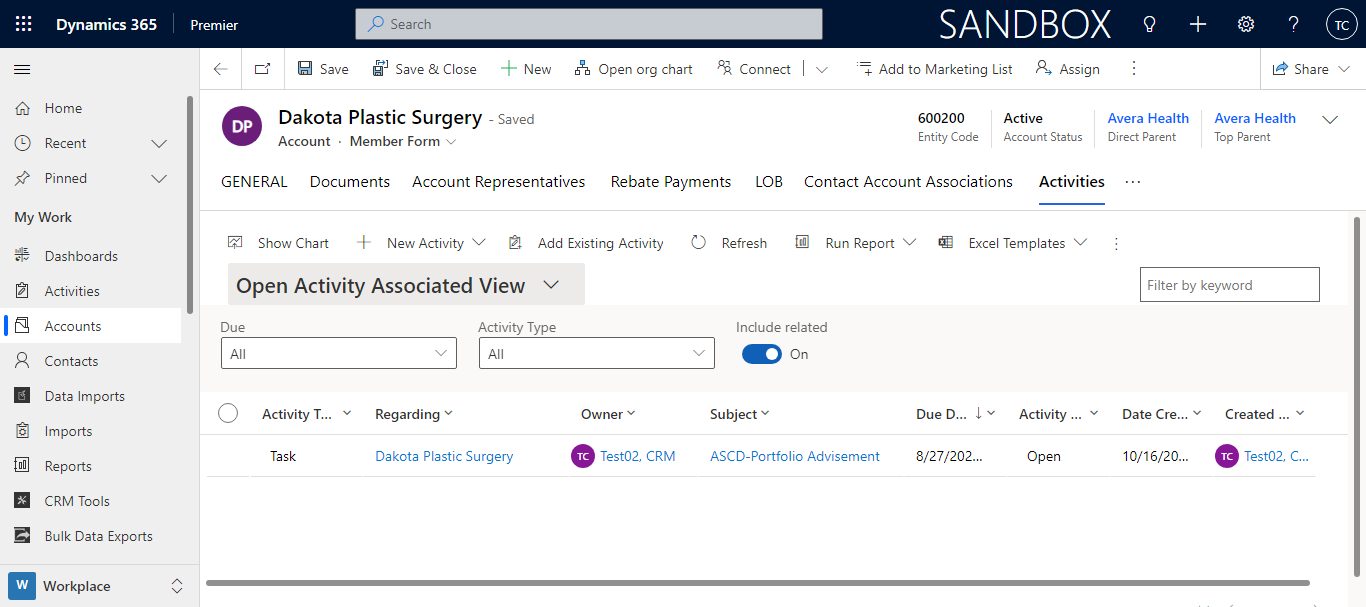 Dynamics 365 Premier Search SANDBOX ? TC
Save Save & Close New Open org chart Connect Add to Marketing List Assign Share
Home
Recent
Pinned
My Work
Dashboards
Activities
Accounts
Contacts
Data Imports
Imports
Reports
CRM Tools
Bulk Data Exports
W Workplace
DP
Dakota Plastic Surgery - Saved
Account · Member Form
600200 Active Avera Health Avera Health
Entity Code Account Status Direct Parent Top Parent
GENERAL Documents Account Representatives Rebate Payments LOB Contact Account Associations Activities ...
Show Chart New Activity Add Existing Activity Refresh Run Report Excel Templates
Open Activity Associated View Filter by keyword
Due Activity Type Include related
All All On
Activity T... Regarding Owner Subject Due D... Activity ... Date Cre... Created ...
Task Dakota Plastic Surgery TC Test02, CRM ASCD-Portfolio Advisement 8/27/202... Open 10/16/20... TC Test02, C...